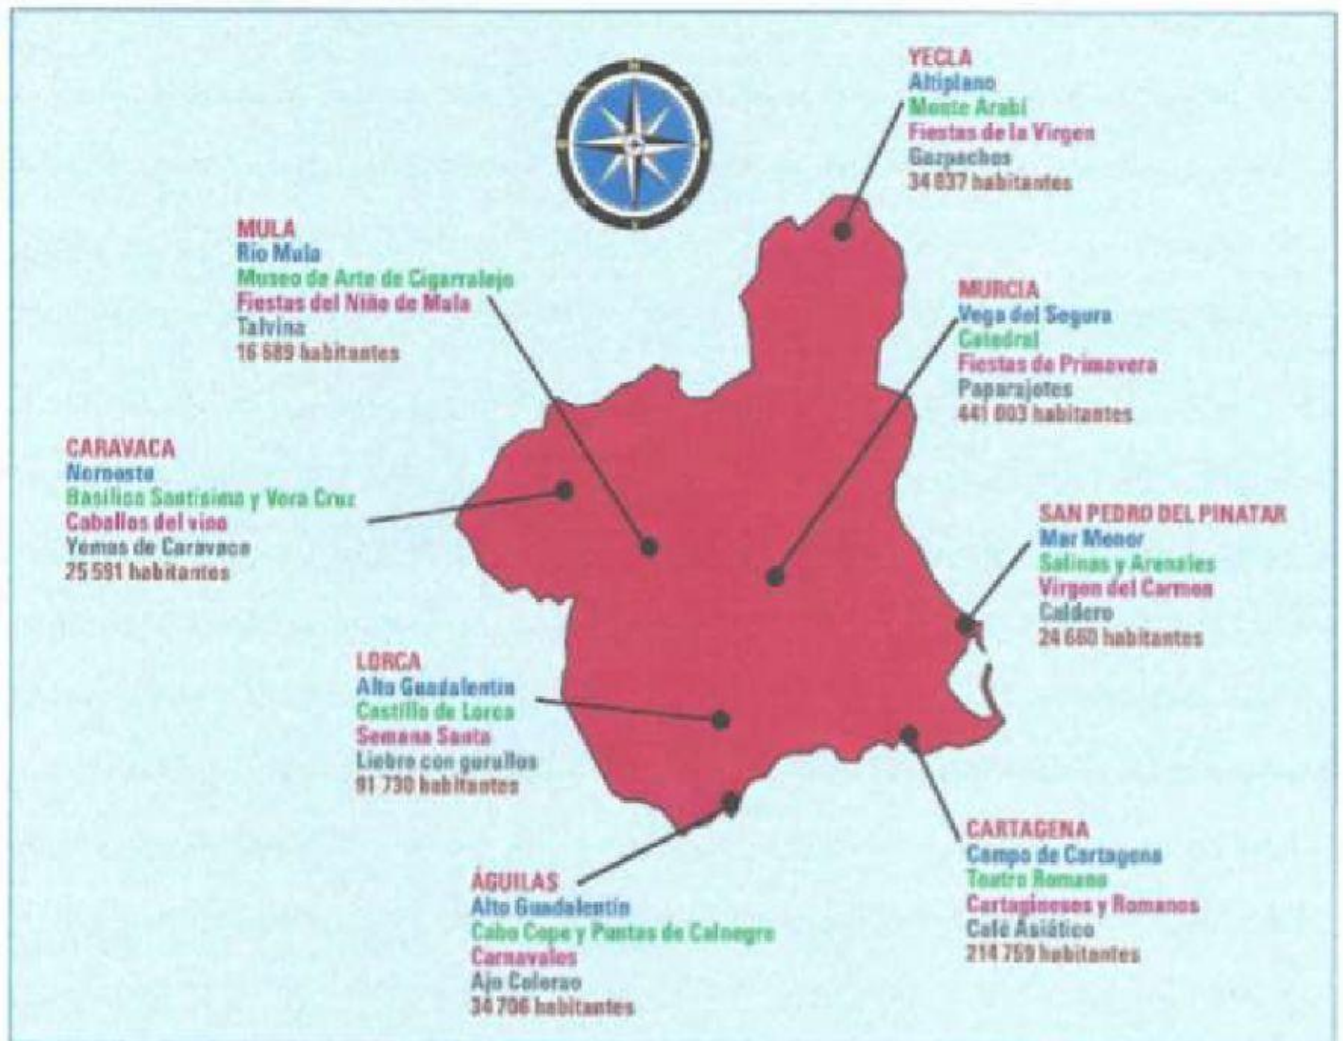 YECLA
Altiplano
Monte Arabí
Fiestas de la Virgen
Gazpachos
34 837 habitantes
MULA
Río Mula
Museo de Arte de Cigarralejo
Fiestas del Niño de Mula
Talvina
16 689 habitantes
MURCIA
Vega del Segura
Catedral
Fiestas de Primavera
Paparajotes
441 003 habitantes
CARAVACA
Noroeste
Basílica Santísima y Vera Cruz
Caballos del vino
Yemas de Caravaca
25 591 habitantes
SAN PEDRO DEL PINATAR
Mar Menor
Salinas y Arenales
Virgen del Carmen
Caldero
24 660 habitantes
LORCA
Alto Guadalentín
Castillo de Lorca
Semana Santa
Liebre con gurullos
91 730 habitantes
CARTAGENA
Campo de Cartagena
Teatro Romano
Cartagineses y Romanos
Café Asiático
214 759 habitantes
ÁGUILAS
Alto Guadalentín
Cabo Cope y Puntas de Calnegre
Carnavales
Ajo Colorao
34 706 habitantes